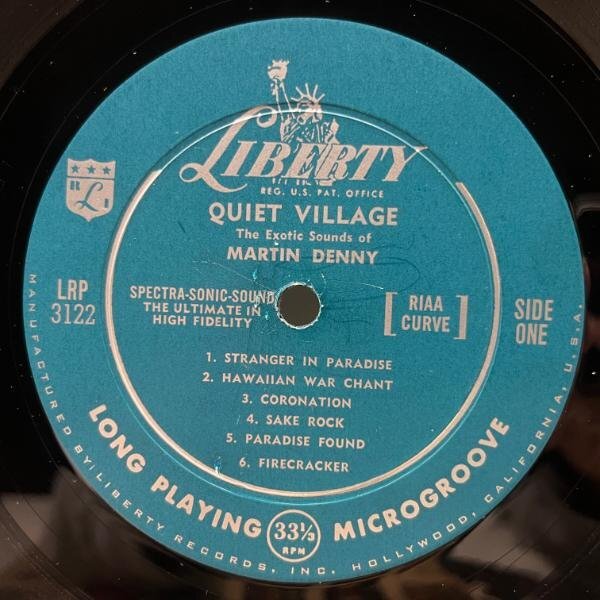 LIBERTY
REG. U.S. PAT. OFFICE
QUIET VILLAGE
The Exotic Sounds of
MARTIN DENNY
LRP
3122
SPECTRA-SONIC-SOUND
THE ULTIMATE IN
HIGH FIDELITY
[ RIAA
CURVE ]
SIDE
ONE
1. STRANGER IN PARADISE
2. HAWAIIAN WAR CHANT
3. CORONATION
4. SAKE ROCK
5. PARADISE FOUND
6. FIRECRACKER
LONG PLAYING 33⅓ RPM MICROGROOVE
MANUFACTURED BY: LIBERTY RECORDS, INC. HOLLYWOOD, CALIFORNIA, U.S.A.